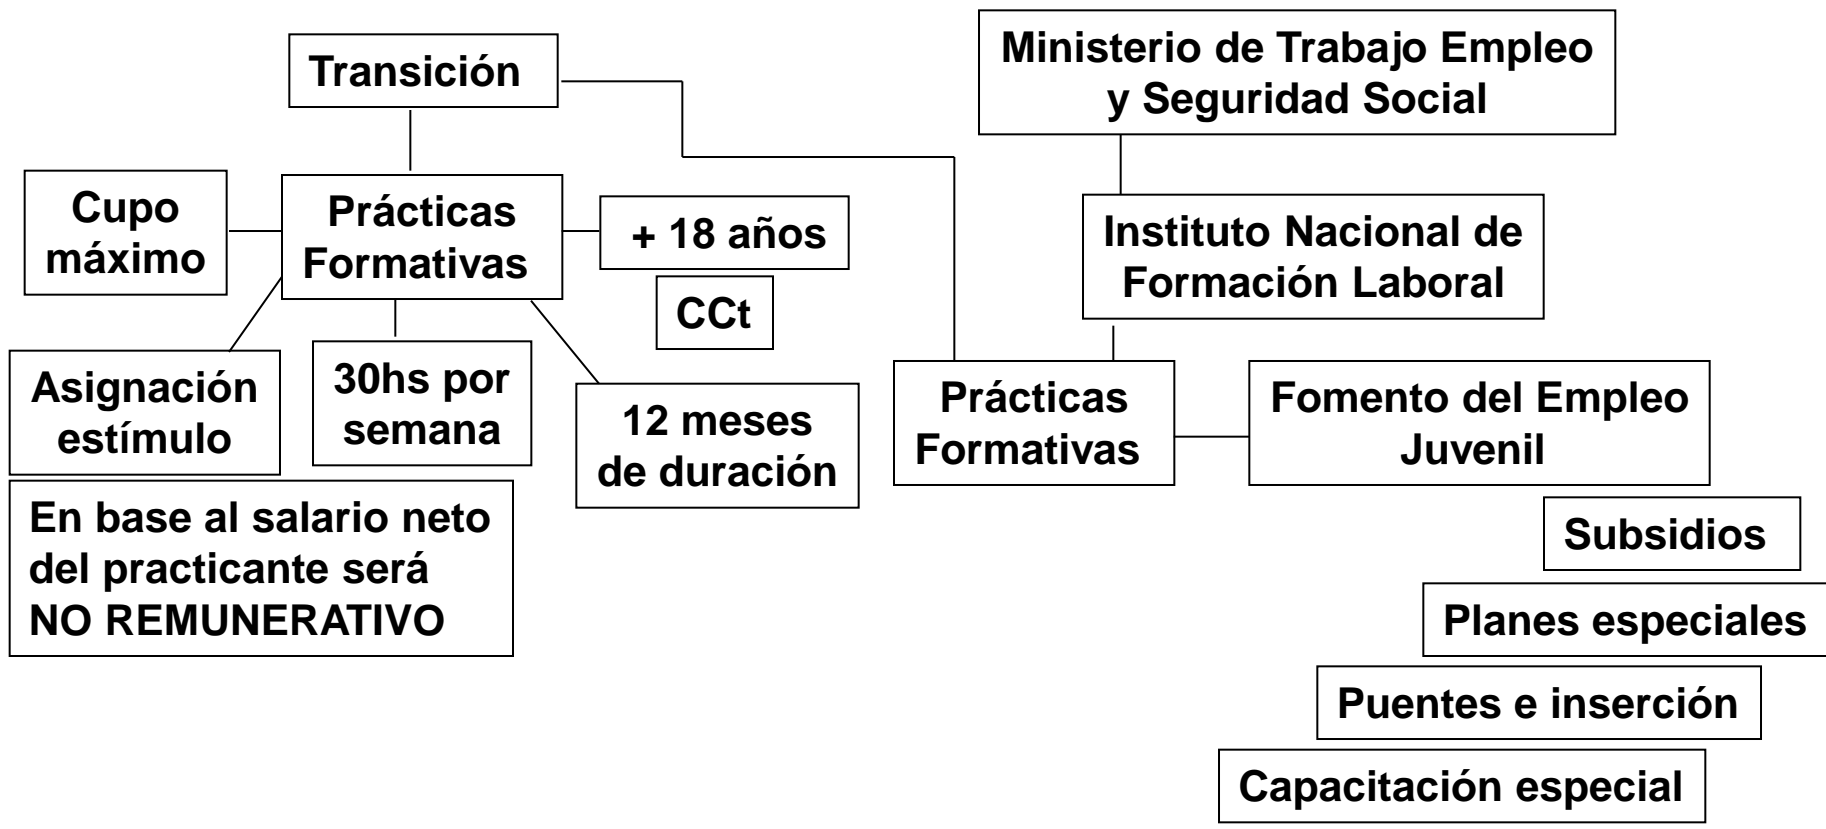 Transición
Ministerio de Trabajo Empleo
y Seguridad Social
Cupo
máximo
Prácticas
Formativas
+ 18 años
CCt
Instituto Nacional de
Formación Laboral
Asignación
estímulo
30hs por
semana
12 meses
de duración
Prácticas
Formativas
Fomento del Empleo
Juvenil
En base al salario neto
del practicante será
NO REMUNERATIVO
Subsidios
Planes especiales
Puentes e inserción
Capacitación especial